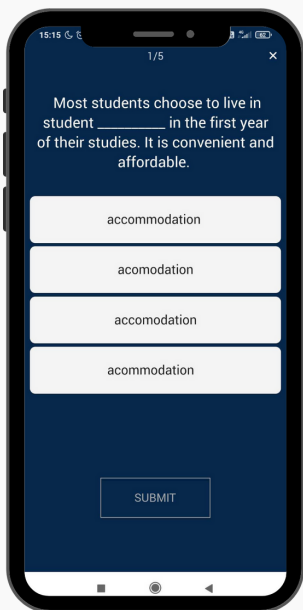 15:15
1/5
Most students choose to live in
student _________ in the first year
of their studies. It is convenient and
affordable.
accommodation
acomodation
accomodation
acommodation
SUBMIT